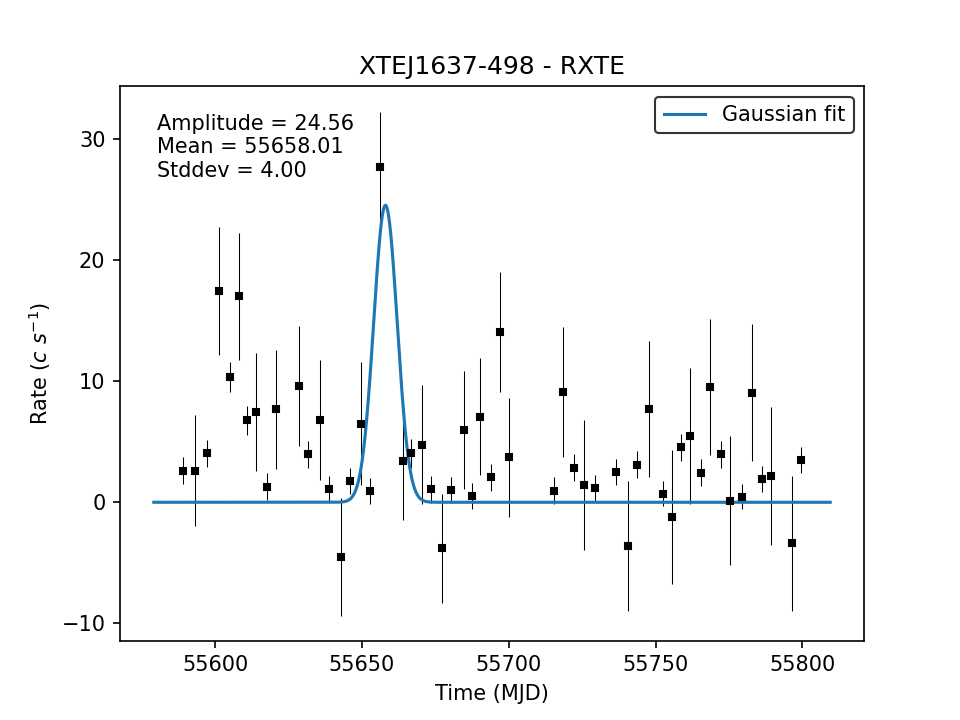 XTEJ1637-498 - RXTE
Amplitude = 24.56
Mean = 55658.01
Stddev = 4.00
Gaussian fit
30
20
10
0
−10
Rate (c s⁻¹)
55600 55650 55700 55750 55800
Time (MJD)